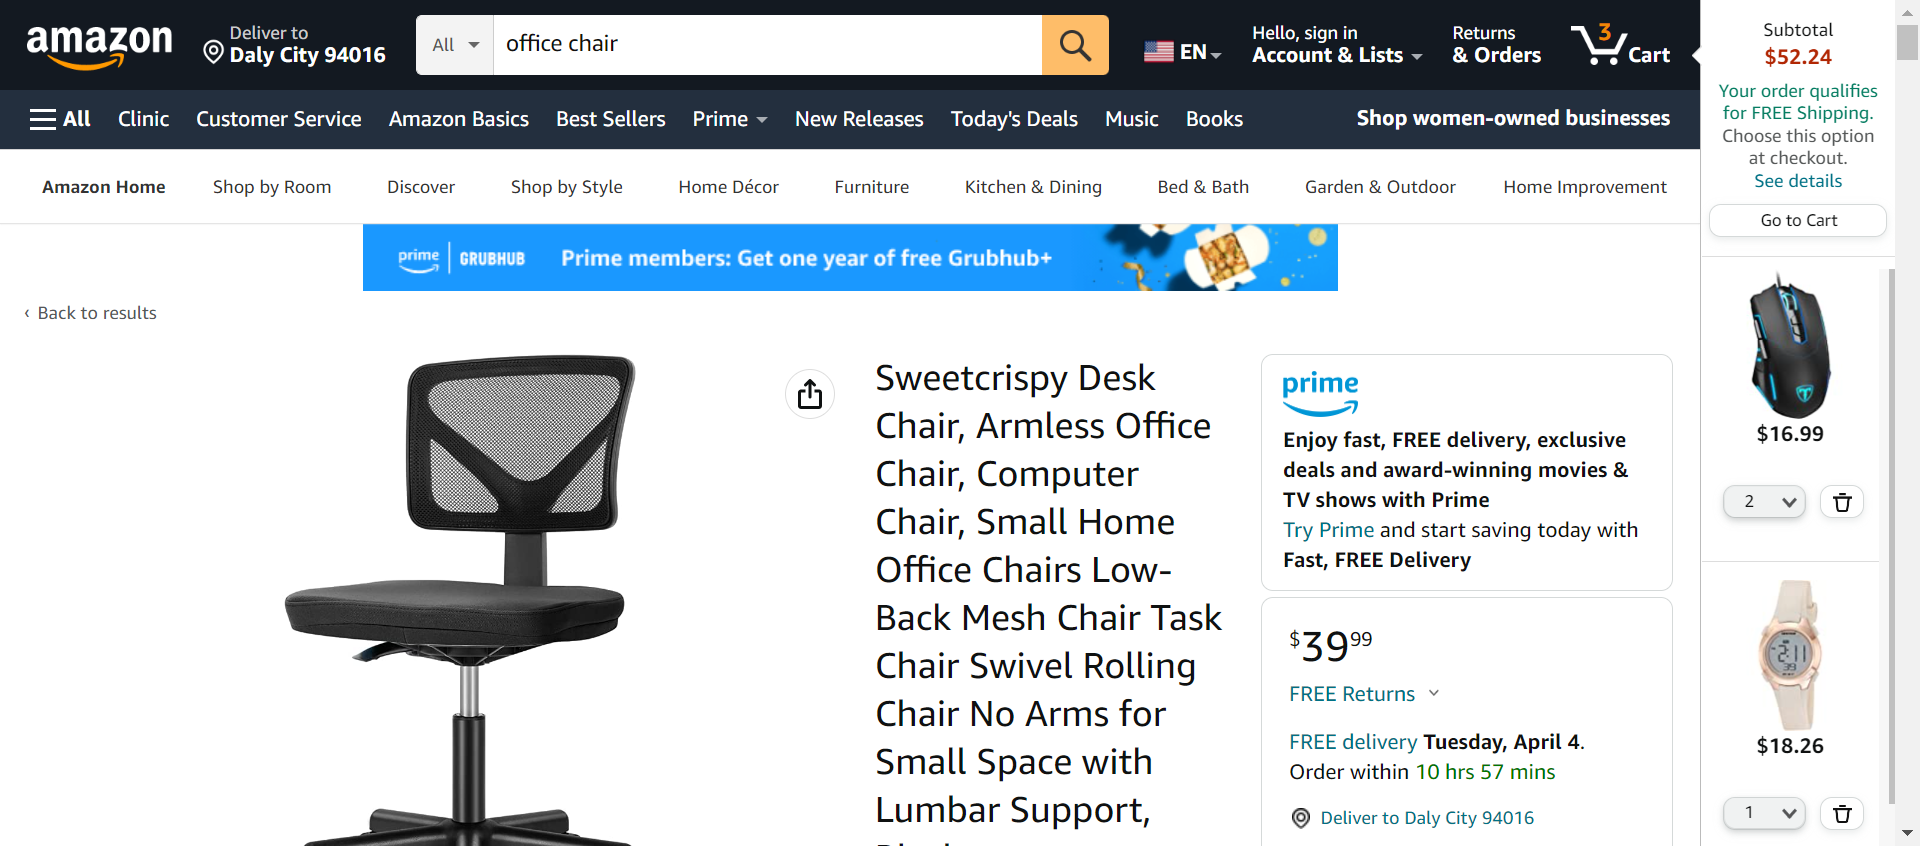 amazon
Deliver to
Daly City 94016
All
office chair
EN
Hello, sign in
Account & Lists
Returns
& Orders
3
Cart
All
Clinic
Customer Service
Amazon Basics
Best Sellers
Prime
New Releases
Today's Deals
Music
Books
Shop women-owned businesses
Amazon Home
Shop by Room
Discover
Shop by Style
Home Décor
Furniture
Kitchen & Dining
Bed & Bath
Garden & Outdoor
Home Improvement
prime
GRUBHUB
Prime members: Get one year of free Grubhub+
‹ Back to results
Sweetcrispy Desk
Chair, Armless Office
Chair, Computer
Chair, Small Home
Office Chairs Low-
Back Mesh Chair Task
Chair Swivel Rolling
Chair No Arms for
Small Space with
Lumbar Support,
prime
Enjoy fast, FREE delivery, exclusive
deals and award-winning movies &
TV shows with Prime
Try Prime and start saving today with
Fast, FREE Delivery
$39.99
FREE Returns
FREE delivery Tuesday, April 4.
Order within 10 hrs 57 mins
Deliver to Daly City 94016
Subtotal
$52.24
Your order qualifies
for FREE Shipping.
Choose this option
at checkout.
See details
Go to Cart
$16.99
2
2:11
39
$18.26
1